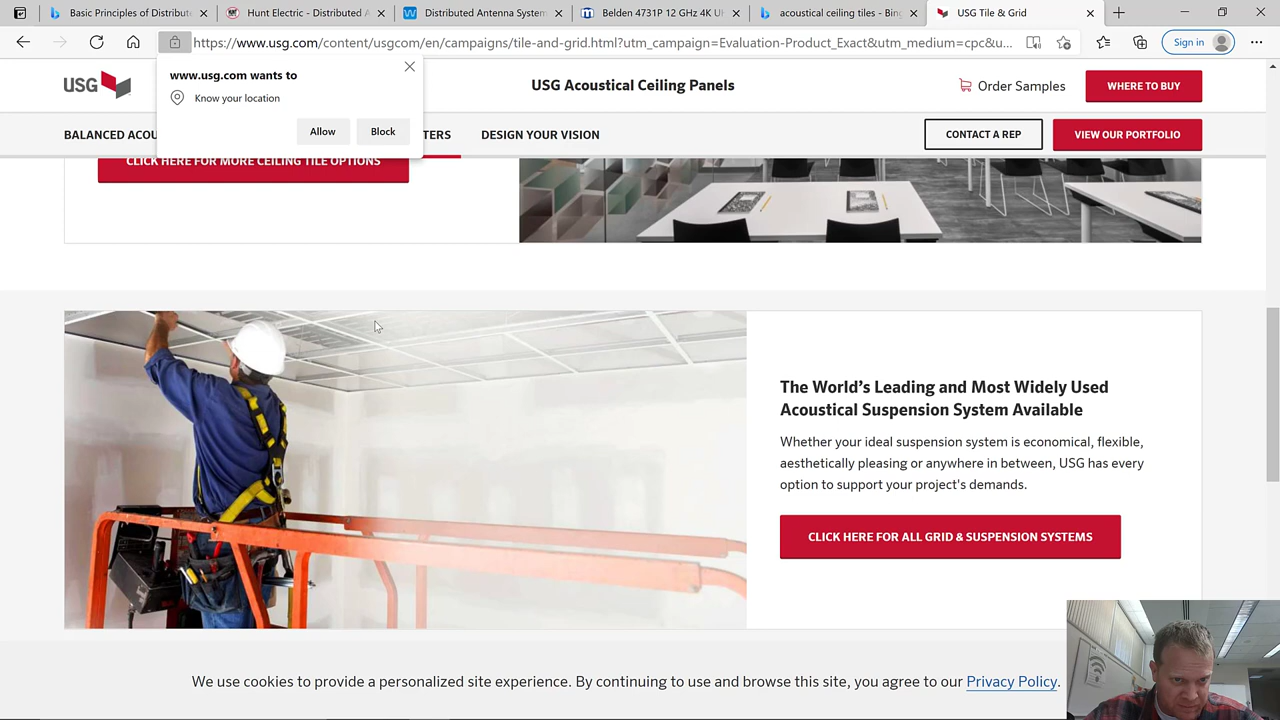 Basic Principles of Distribute
Hunt Electric - Distributed A
Distributed Antenna System
Belden 4731P 12 GHz 4K U
acoustical ceiling tiles - Bing
USG Tile & Grid
https://www.usg.com/content/usgcom/en/campaigns/tile-and-grid.html?utm_campaign=Evaluation-Product_Exact&utm_medium=cpc&u...
Sign in
www.usg.com wants to
Know your location
Allow
Block
USG
USG Acoustical Ceiling Panels
Order Samples
WHERE TO BUY
BALANCED ACOU
TERS
DESIGN YOUR VISION
CONTACT A REP
VIEW OUR PORTFOLIO
CLICK HERE FOR MORE CEILING TILE OPTIONS
The World’s Leading and Most Widely Used
Acoustical Suspension System Available
Whether your ideal suspension system is economical, flexible,
aesthetically pleasing or anywhere in between, USG has every
option to support your project's demands.
CLICK HERE FOR ALL GRID & SUSPENSION SYSTEMS
We use cookies to provide a personalized site experience. By continuing to use and browse this site, you agree to our Privacy Policy.